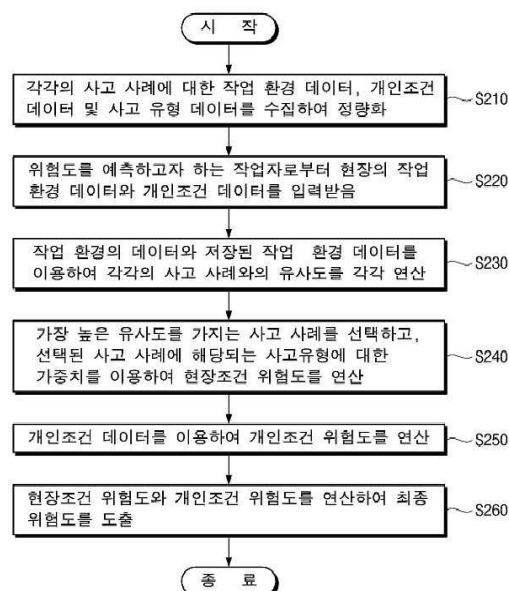 시 작
각각의 사고 사례에 대한 작업 환경 데이터, 개인조건
데이터 및 사고 유형 데이터를 수집하여 정량화
S210
위험도를 예측하고자 하는 작업자로부터 현장의 작업
환경 데이터와 개인조건 데이터를 입력받음
S220
작업 환경의 데이터와 저장된 작업 환경 데이터를
이용하여 각각의 사고 사례와의 유사도를 각각 연산
S230
가장 높은 유사도를 가지는 사고 사례를 선택하고,
선택된 사고 사례에 해당되는 사고유형에 대한
가중치를 이용하여 현장조건 위험도를 연산
S240
개인조건 데이터를 이용하여 개인조건 위험도를 연산
S250
현장조건 위험도와 개인조건 위험도를 연산하여 최종
위험도를 도출
S260
종 료